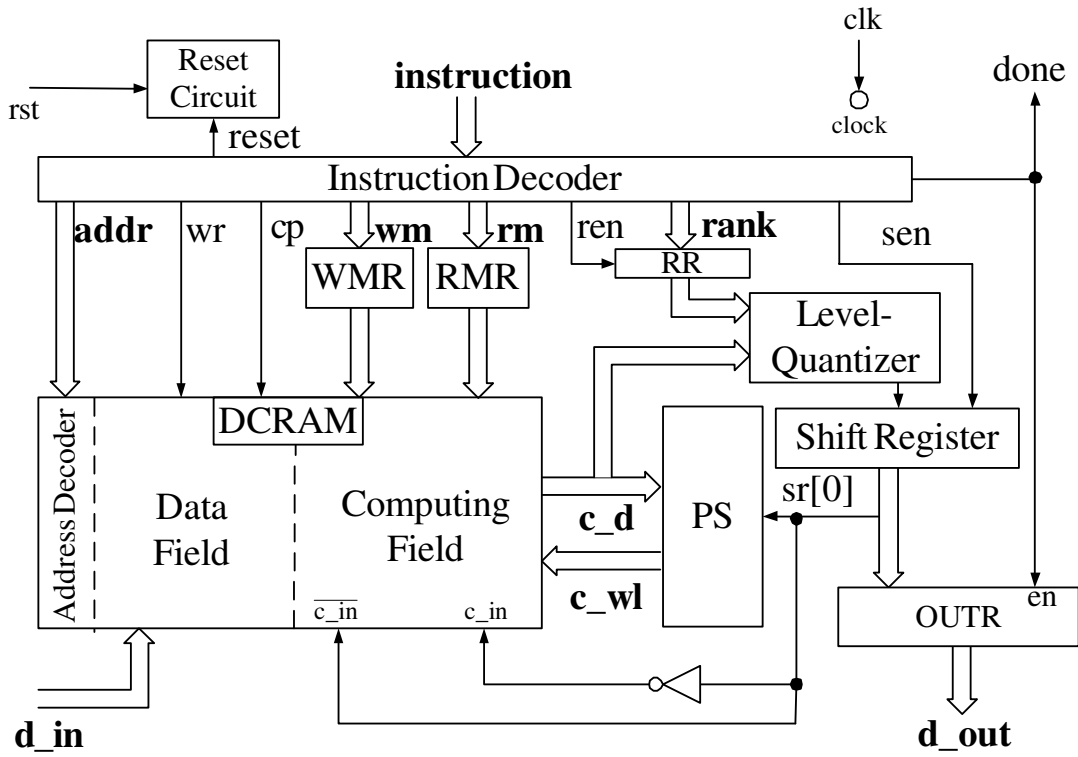 clk
Reset
Circuit
instruction
done
rst
clock
reset
Instruction Decoder
addr
wr
cp
wm
rm
ren
rank
sen
WMR
RMR
RR
Level-
Quantizer
DCRAM
Shift Register
Address Decoder
Data
Field
Computing
Field
c_d
PS
sr[0]
c_wl
c_in
c_in
en
OUTR
d_in
d_out